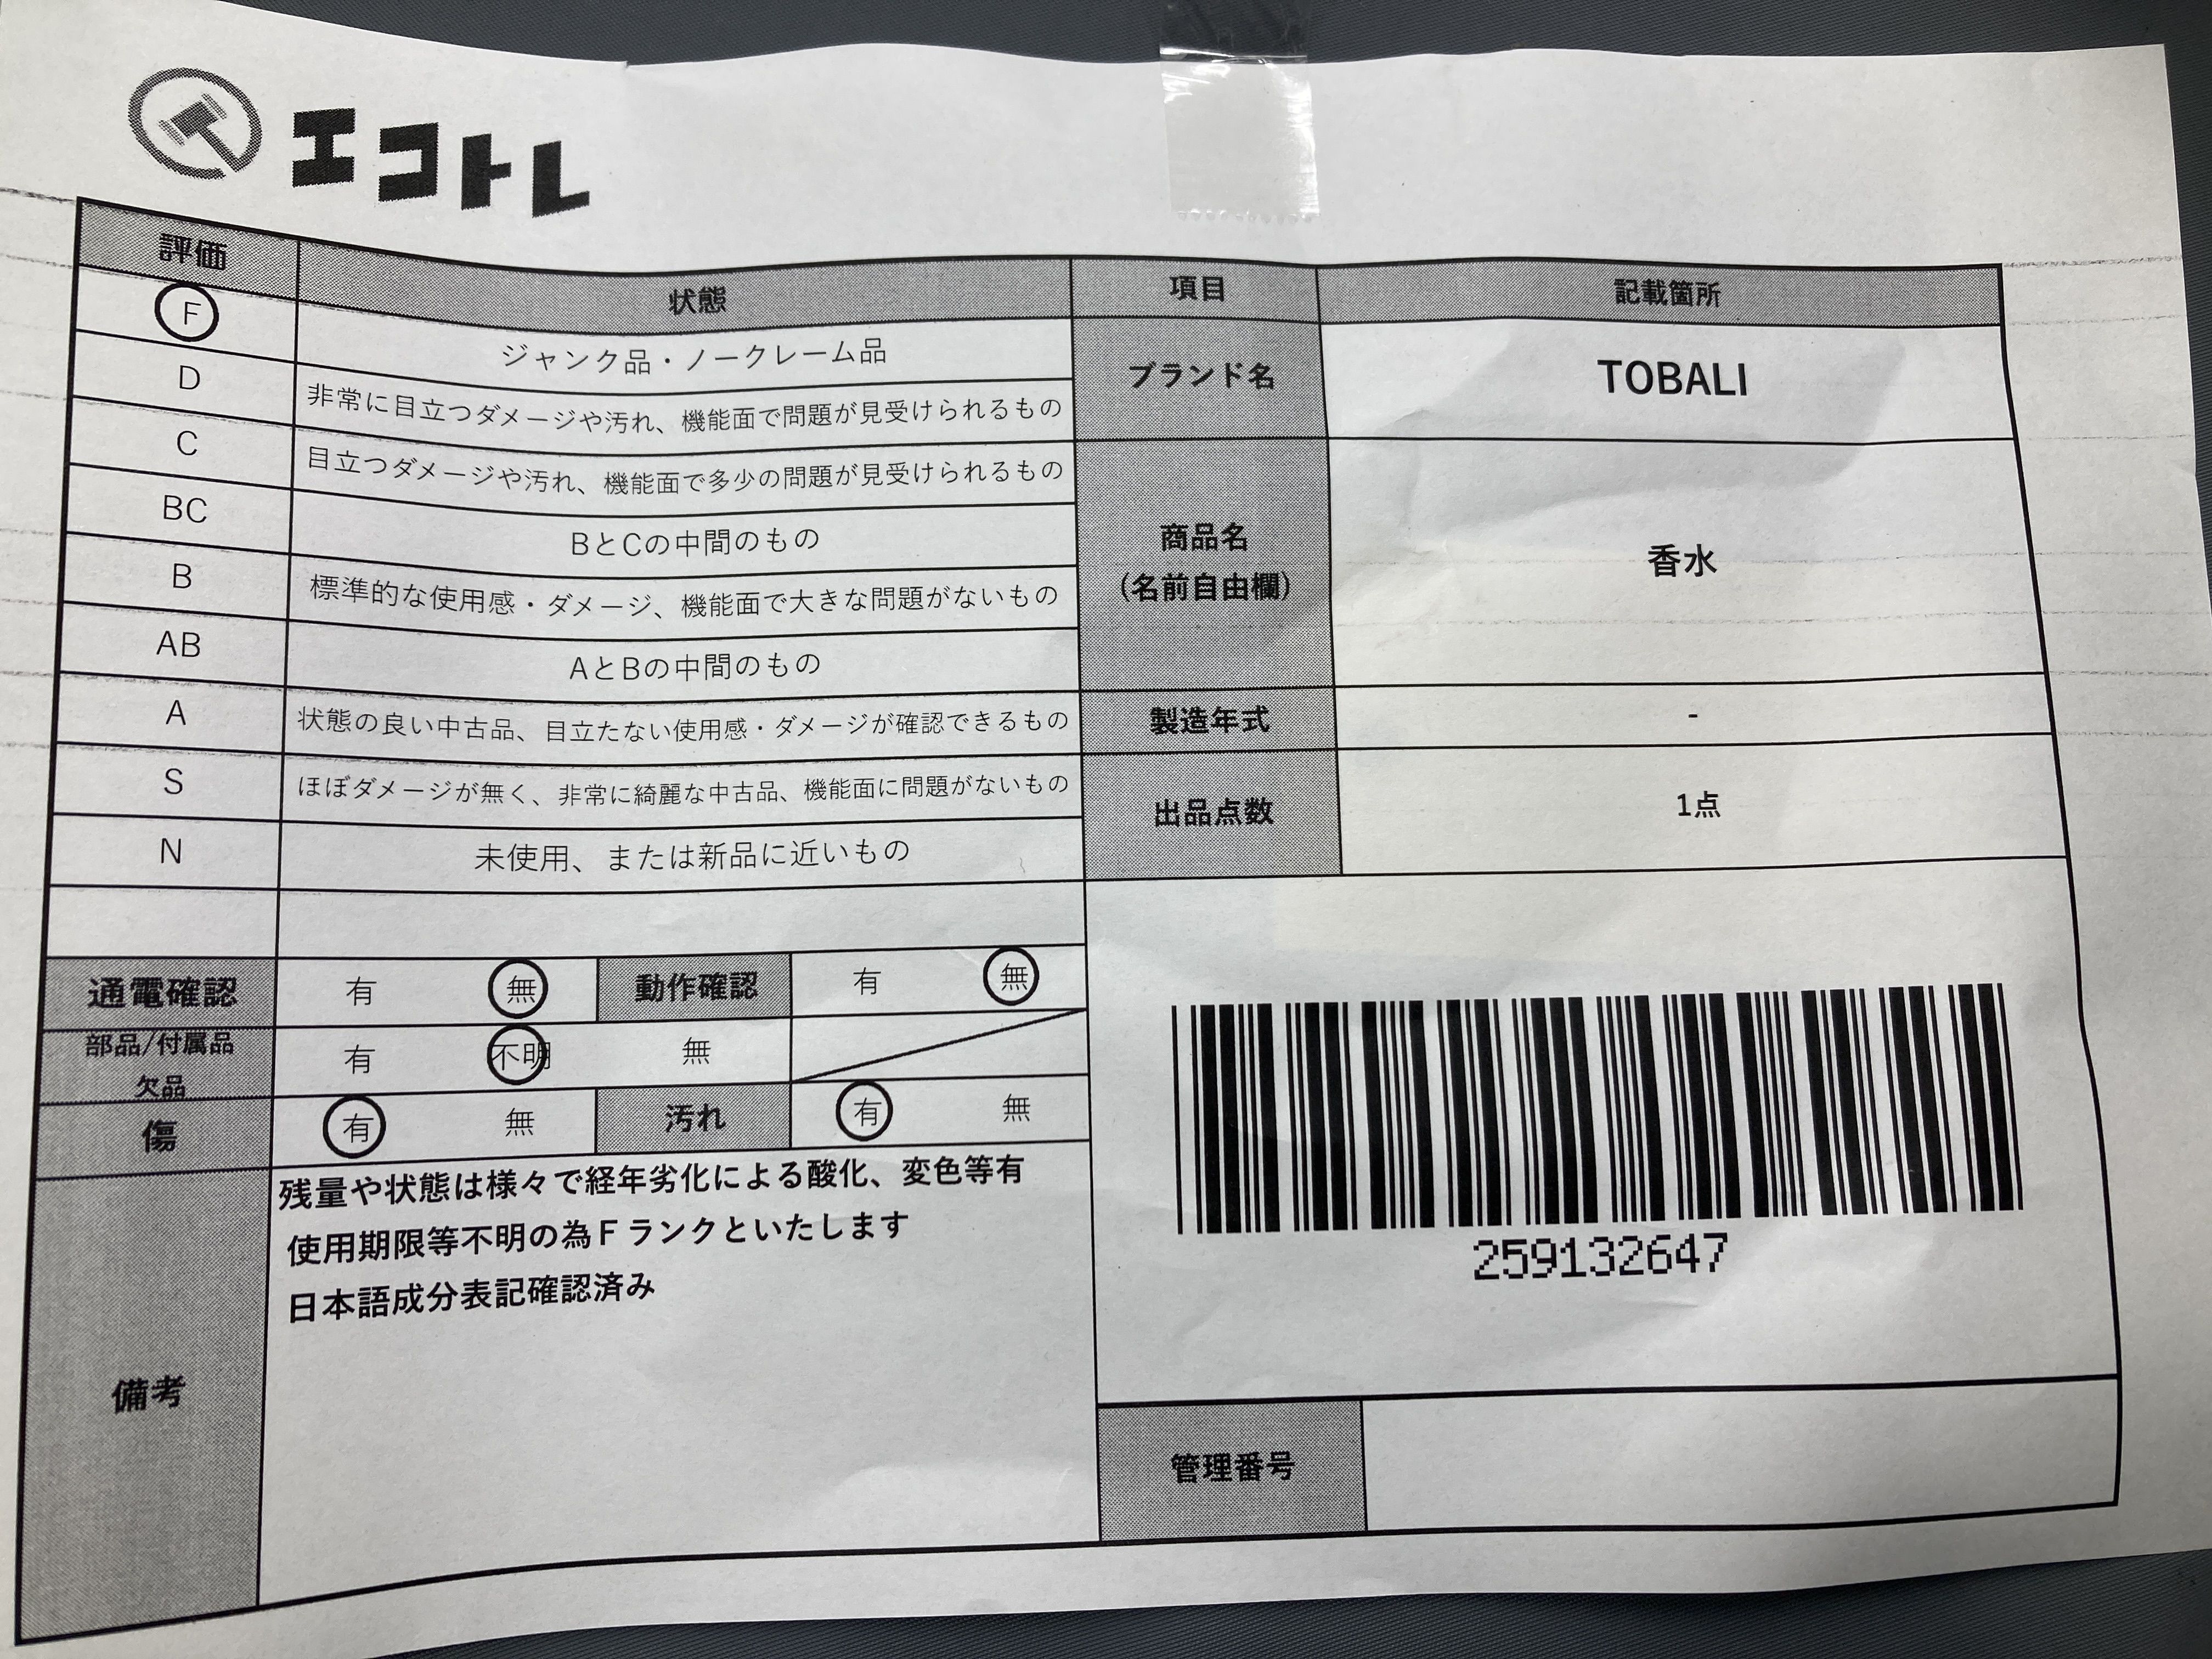 エコトレ
評価 状態 項目 記載箇所
F ジャンク品・ノークレーム品
D 非常に目立つダメージや汚れ、機能面で問題が見受けられるもの
C 目立つダメージや汚れ、機能面で多少の問題が見受けられるもの
BC BとCの中間のもの
B 標準的な使用感・ダメージ、機能面で大きな問題がないもの
AB AとBの中間のもの
A 状態の良い中古品、目立たない使用感・ダメージが確認できるもの
S ほぼダメージが無く、非常に綺麗な中古品、機能面に問題がないもの
N 未使用、または新品に近いもの
ブランド名 TOBALI
商品名
(名前自由欄) 香水
製造年式 -
出品点数 1点
通電確認 有 無 動作確認 有 無
部品/付属品
欠品 有 不明 無
傷 有 無 汚れ 有 無
備考
残量や状態は様々で経年劣化による酸化、変色等有
使用期限等不明の為Fランクといたします
日本語成分表記確認済み
259132647
管理番号